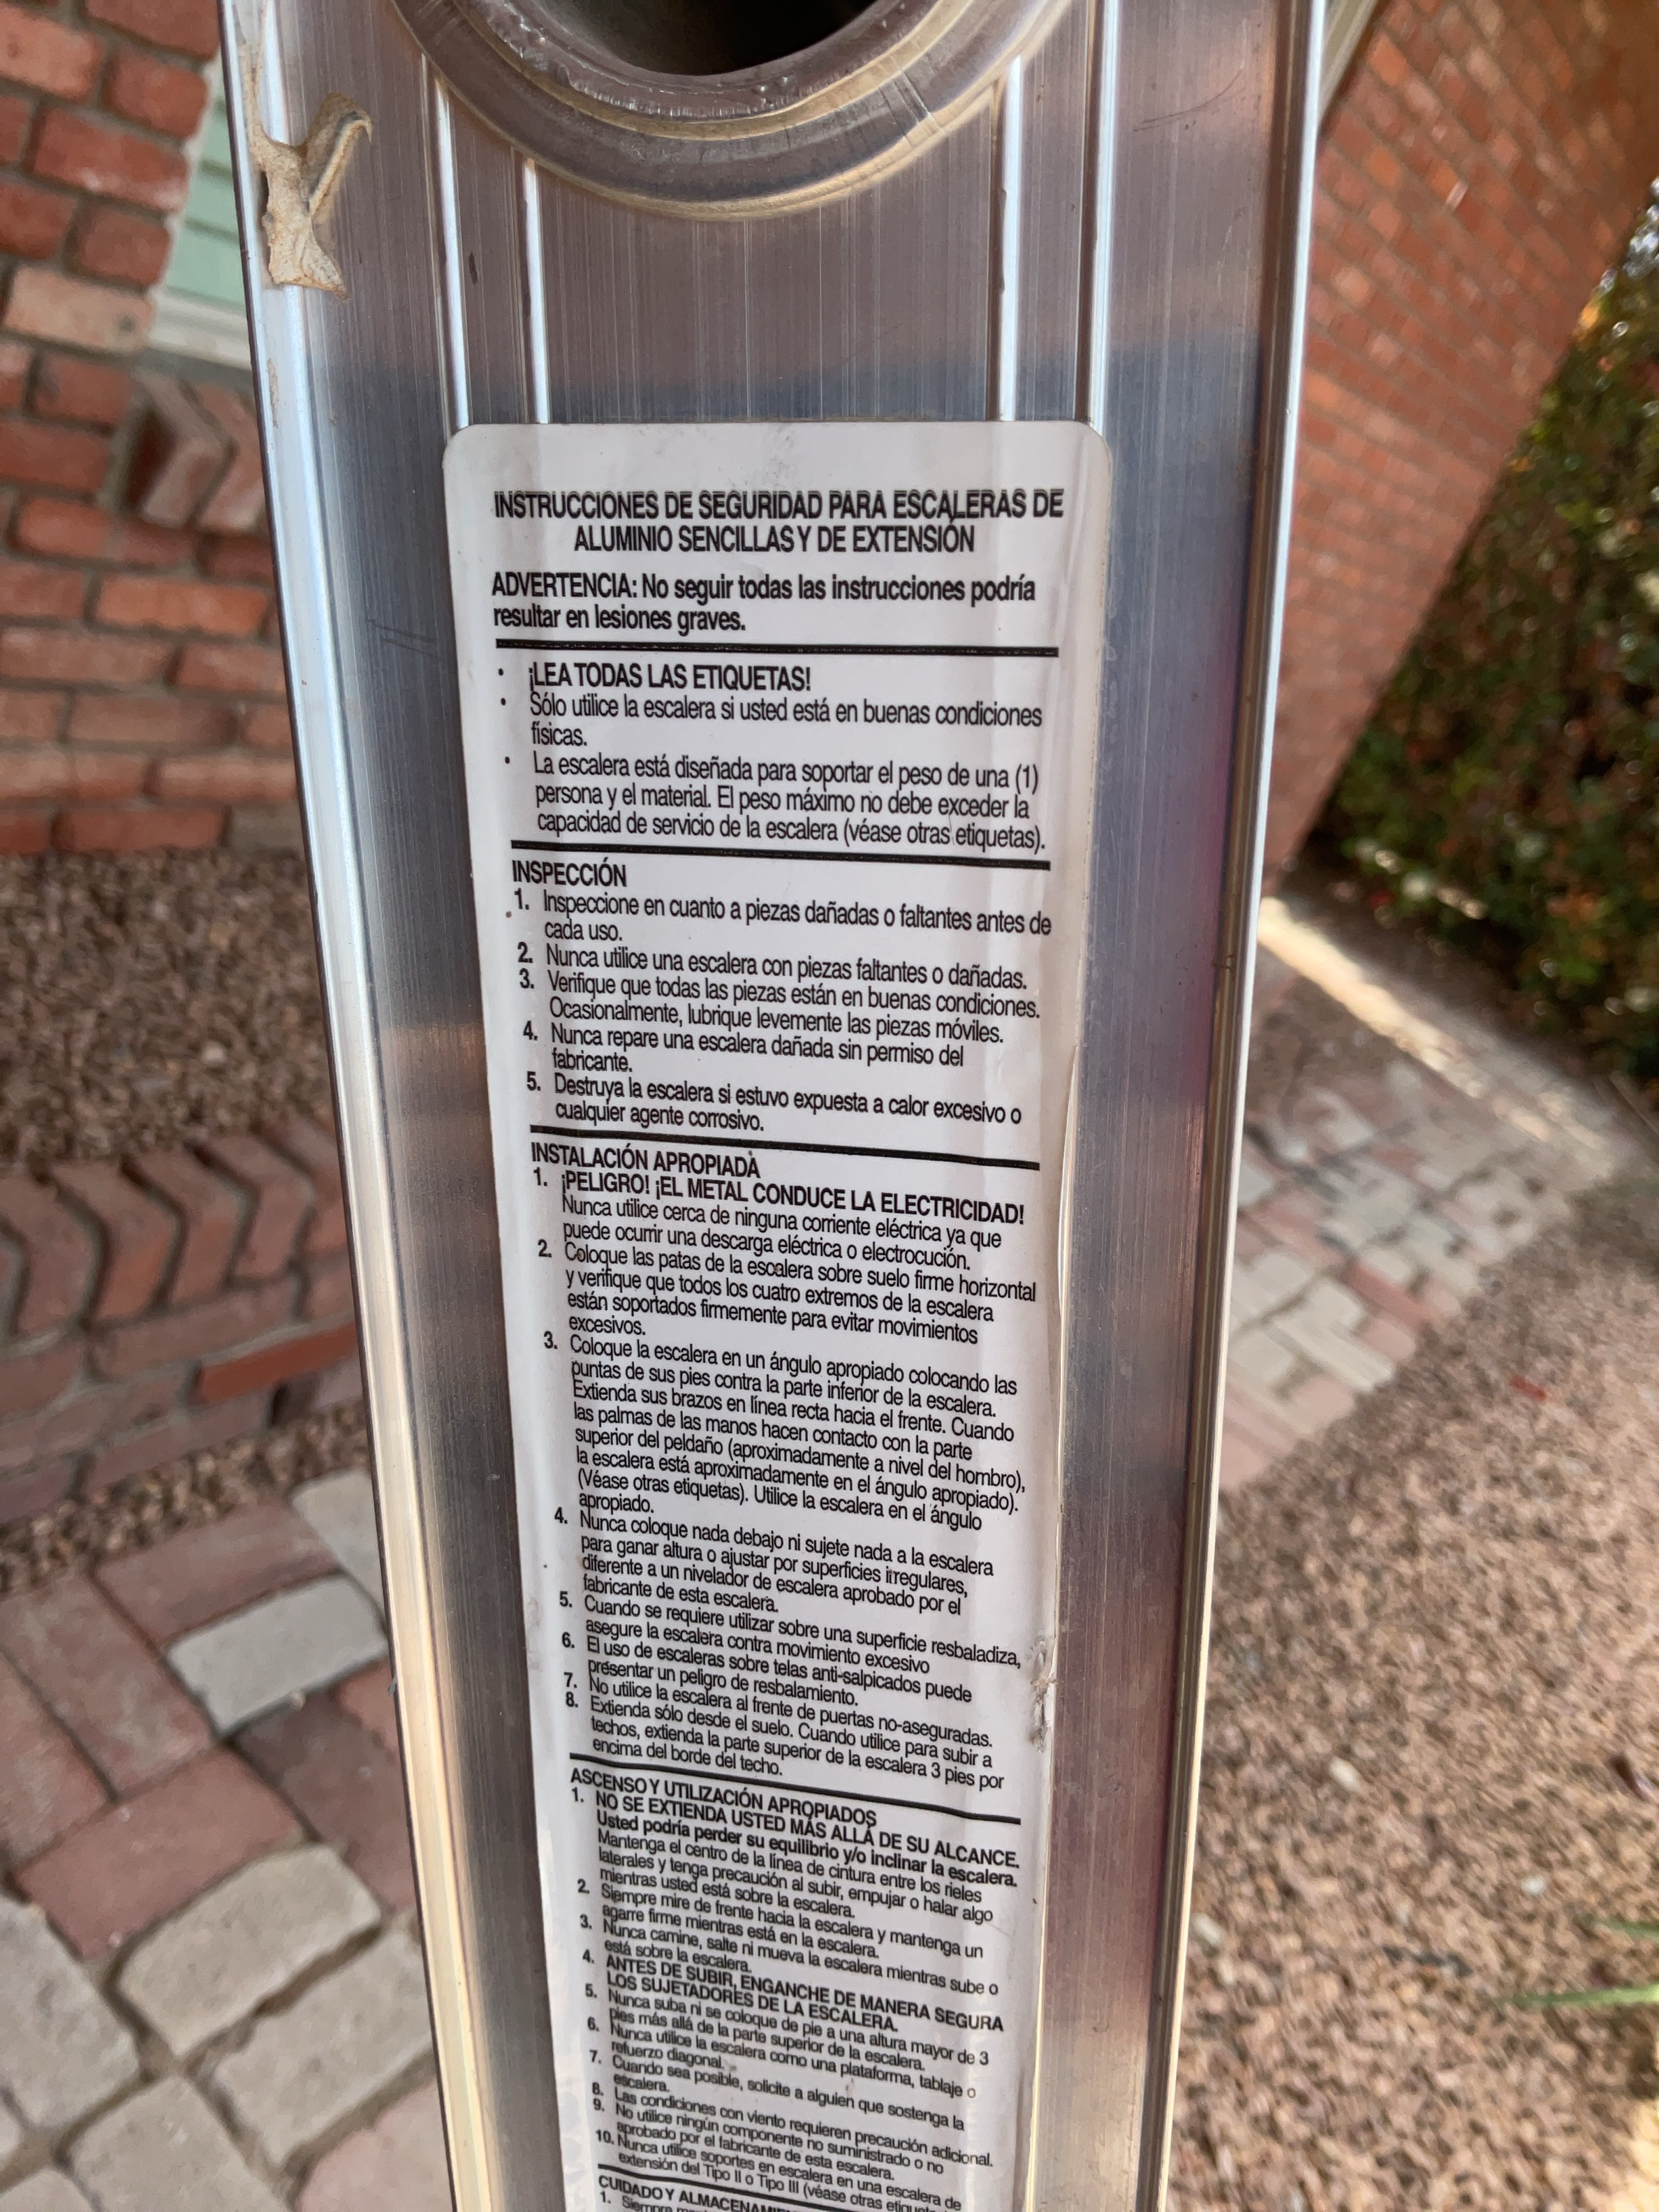 INSTRUCCIONES DE SEGURIDAD PARA ESCALERAS DE
ALUMINIO SENCILLAS Y DE EXTENSIÓN
ADVERTENCIA: No seguir todas las instrucciones podría
resultar en lesiones graves.
• ¡LEA TODAS LAS ETIQUETAS!
• Sólo utilice la escalera si usted está en buenas condiciones
físicas.
• La escalera está diseñada para soportar el peso de una (1)
persona y el material. El peso máximo no debe exceder la
capacidad de servicio de la escalera (véase otras etiquetas).
INSPECCIÓN
1. Inspeccione en cuanto a piezas dañadas o faltantes antes de
cada uso.
2. Nunca utilice una escalera con piezas faltantes o dañadas.
3. Verifique que todas las piezas están en buenas condiciones.
Ocasionalmente, lubrique levemente las piezas móviles.
4. Nunca repare una escalera dañada sin permiso del
fabricante.
5. Destruya la escalera si estuvo expuesta a calor excesivo o
cualquier agente corrosivo.
INSTALACIÓN APROPIADA
1. ¡PELIGRO! ¡EL METAL CONDUCE LA ELECTRICIDAD!
Nunca utilice cerca de ninguna corriente eléctrica ya que
puede ocurrir una descarga eléctrica o electrocución.
2. Coloque las patas de la escalera sobre suelo firme horizontal
y verifique que todos los cuatro extremos de la escalera
están soportados firmemente para evitar movimientos
excesivos.
3. Coloque la escalera en un ángulo apropiado colocando las
puntas de sus pies contra la parte inferior de la escalera.
Extienda sus brazos en línea recta hacia el frente. Cuando
las palmas de las manos hacen contacto con la parte
superior del peldaño (aproximadamente a nivel del hombro),
la escalera está aproximadamente en el ángulo apropiado).
(Véase otras etiquetas). Utilice la escalera en el ángulo
apropiado.
4. Nunca coloque nada debajo ni sujete nada a la escalera
para ganar altura o ajustar por superficies irregulares,
diferente a un nivelador de escalera aprobado por el
fabricante de esta escalera.
5. Cuando se requiere utilizar sobre una superficie resbaladiza,
asegure la escalera contra movimiento excesivo
6. El uso de escaleras sobre telas anti-salpicados puede
presentar un peligro de resbalamiento.
7. No utilice la escalera al frente de puertas no-aseguradas.
8. Extienda sólo desde el suelo. Cuando utilice para subir a
techos, extienda la parte superior de la escalera 3 pies por
encima del borde del techo.
ASCENSO Y UTILIZACIÓN APROPIADOS
1. NO SE EXTIENDA USTED MÁS ALLÁ DE SU ALCANCE.
Usted podría perder su equilibrio y/o inclinar la escalera.
Mantenga el centro de la línea de cintura entre los rieles
laterales y tenga precaución al subir, empujar o halar algo
mientras usted está sobre la escalera.
2. Siempre mire de frente hacia la escalera y mantenga un
agarre firme mientras está en la escalera.
3. Nunca camine, salte ni mueva la escalera mientras sube o
está sobre la escalera.
4. ANTES DE SUBIR, ENGANCHE DE MANERA SEGURA
LOS SUJETADORES DE LA ESCALERA.
5. Nunca suba ni se coloque de pie a una altura mayor de 3
pies más allá de la parte superior de la escalera.
6. Nunca utilice la escalera como una plataforma, tablaje o
refuerzo diagonal.
7. Cuando sea posible, solicite a alguien que sostenga la
escalera.
8. Las condiciones con viento requieren precaución adicional.
9. No utilice ningún componente no suministrado o no
aprobado por el fabricante de esta escalera.
10. Nunca utilice soportes en escalera en una escalera de
extensión del Tipo II o Tipo III (véase otras
CUIDADO Y
1. Siempre